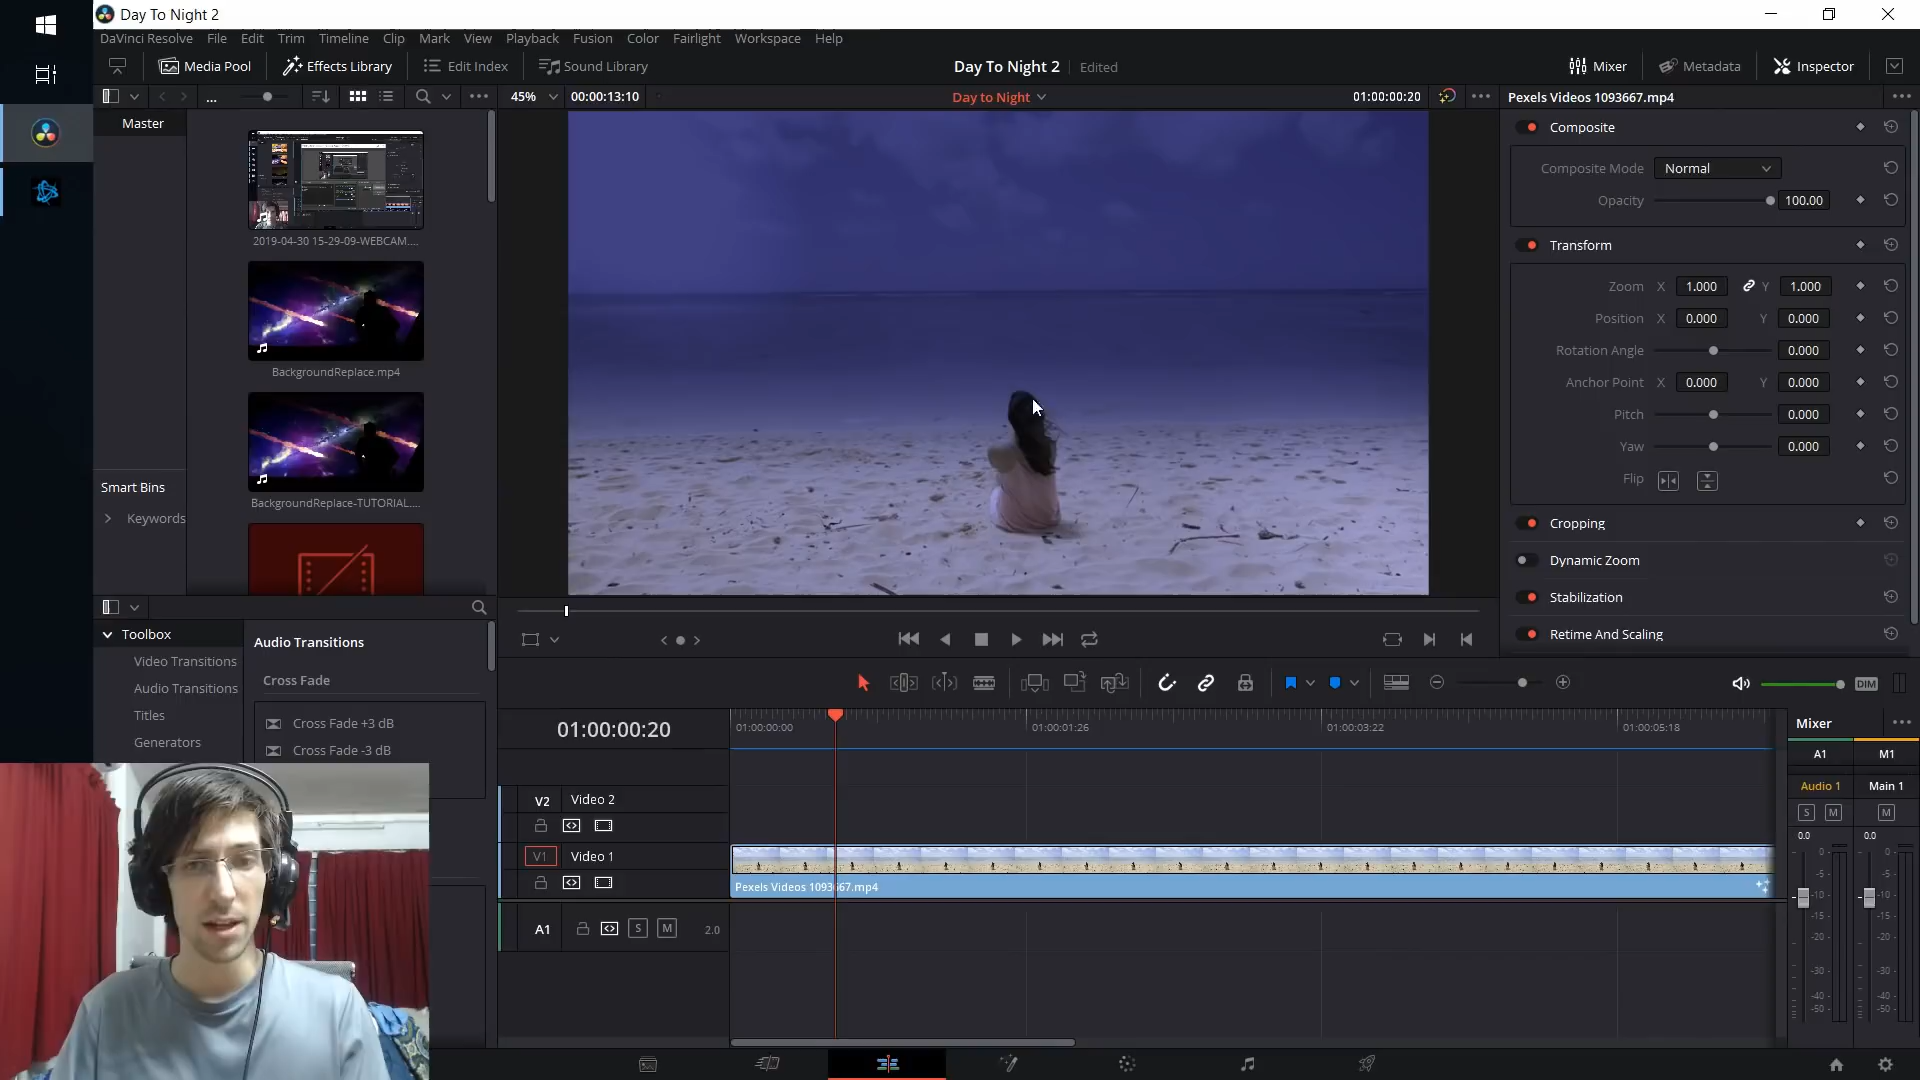 Day To Night 2
DaVinci Resolve File Edit Trim Timeline Clip Mark View Playback Fusion Color Fairlight Workspace Help
Media Pool Effects Library Edit Index Sound Library
Day To Night 2 Edited
Mixer Metadata Inspector
... 45% 00:00:13:10 Day to Night 01:00:00:20
Pexels Videos 1093667.mp4
Master
2019-04-30 15-29-09-WEBCAM....
BackgroundReplace.mp4
BackgroundReplace-TUTORIAL....
Smart Bins
Keywords
Composite
Composite Mode Normal
Opacity 100.00
Transform
Zoom X 1.000 Y 1.000
Position X 0.000 Y 0.000
Rotation Angle 0.000
Anchor Point X 0.000 Y 0.000
Pitch 0.000
Yaw 0.000
Flip
Cropping
Dynamic Zoom
Stabilization
Retime And Scaling
Toolbox
Video Transitions
Audio Transitions
Titles
Generators
Audio Transitions
Cross Fade
Cross Fade +3 dB
Cross Fade -3 dB
DIM
01:00:00:20
01:00:00:00 01:00:01:26 01:00:03:22 01:00:05:18
V2 Video 2
V1 Video 1
Pexels Videos 1093667.mp4
A1 S M 2.0
Mixer
A1 M1
Audio 1 Main 1
S M M
0.0 0.0
0 0
-5 -5
-10 -10
-15 -15
-20 -20
-30 -30
-40 -40
-50 -50